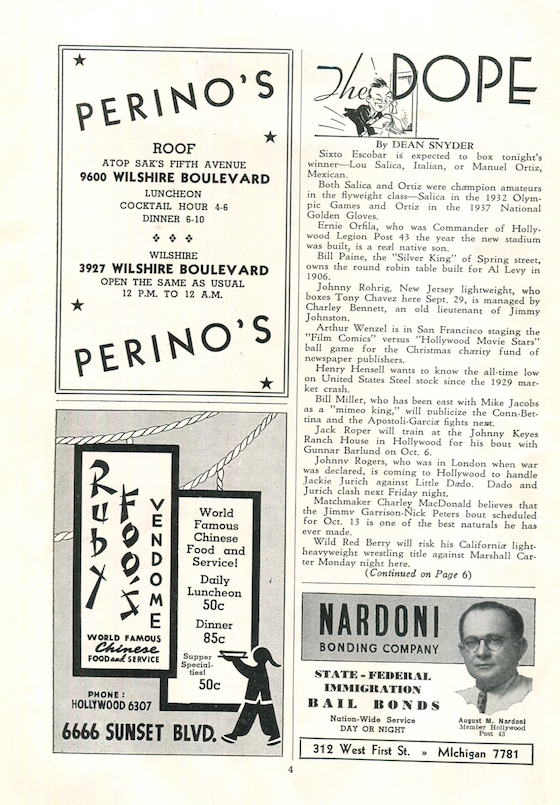 PERINO'S
ROOF
ATOP SAK'S FIFTH AVENUE
9600 WILSHIRE BOULEVARD
LUNCHEON
COCKTAIL HOUR 4-6
DINNER 6-10
WILSHIRE
3927 WILSHIRE BOULEVARD
OPEN THE SAME AS USUAL
12 P.M. TO 12 A.M.
PERINO'S
Ruby
Foo's
VENDOME
WORLD FAMOUS
Chinese
FOOD and SERVICE
World
Famous
Chinese
Food and
Service!
Daily
Luncheon
50c
Dinner
85c
Supper
Special-
ties!
50c
PHONE:
HOLLYWOOD 6307
6666 SUNSET BLVD.
The DOPE
By DEAN SNYDER
Sixto Escobar is expected to box tonight's
winner—Lou Salica, Italian, or Manuel Ortiz,
Mexican.
Both Salica and Ortiz were champion amateurs
in the flyweight class—Salica in the 1932 Olym-
pic Games and Ortiz in the 1937 National
Golden Gloves.
Ernie Orfila, who was Commander of Holly-
wood Legion Post 43 the year the new stadium
was built, is a real native son.
Bill Paine, the "Silver King" of Spring street,
owns the round robin table built for Al Levy in
1906.
Johnny Rohrig, New Jersey lightweight, who
boxes Tony Chavez here Sept. 29, is managed by
Charley Bennett, an old lieutenant of Jimmy
Johnston.
Arthur Wenzel is in San Francisco staging the
"Film Comics" versus "Hollywood Movie Stars"
ball game for the Christmas charity fund of
newspaper publishers.
Henry Hensell wants to know the all-time low
on United States Steel stock since the 1929 mar-
ket crash.
Bill Miller, who has been east with Mike Jacobs
as a "mimeo king," will publicize the Conn-Bet-
tina and the Apostoli-Garcia fights next.
Jack Roper will train at the Johnny Keyes
Ranch House in Hollywood for his bout with
Gunnar Barlund on Oct. 6.
Johnny Rogers, who was in London when war
was declared, is coming to Hollywood to handle
Jackie Jurich against Little Dado. Dado and
Jurich clash next Friday night.
Matchmaker Charley MacDonald believes that
the Jimmy Garrison-Nick Peters bout scheduled
for Oct. 13 is one of the best naturals he has
ever made.
Wild Red Berry will risk his California light-
heavyweight wrestling title against Marshall Car-
ter Monday night here.
(Continued on Page 6)
NARDONI
BONDING COMPANY
STATE - FEDERAL
IMMIGRATION
BAIL BONDS
Nation-Wide Service
DAY OR NIGHT
August M. Nardoni
Member Hollywood
Post 43
312 West First St. » MIchigan 7781
4